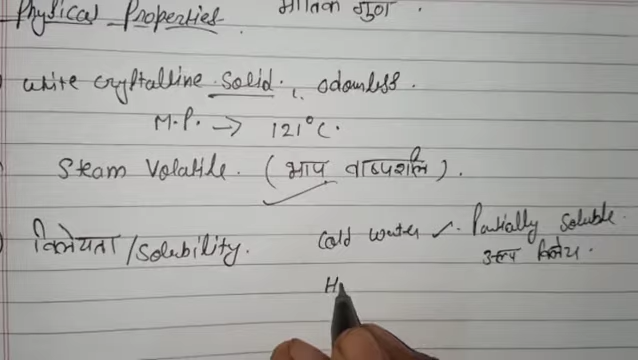 Physical Properties. भौतिक गुण.
white crystalline solid., odourless.
M.P. → 121°C.
Steam Volatile. (भाप वाष्पशील).
विलेयता /Solubility. Cold water ✓. Partially soluble.
अल्प विलेय.
H